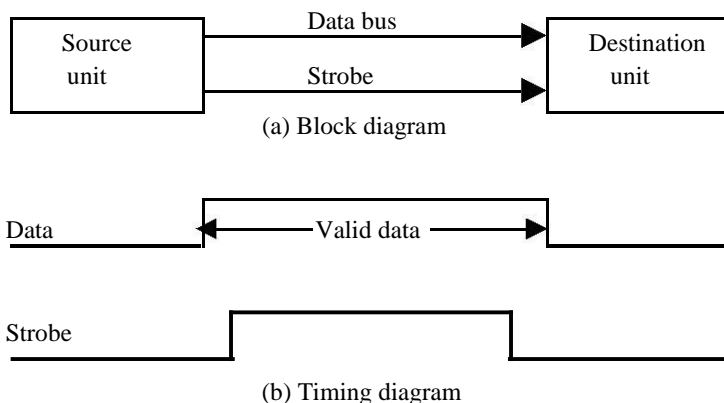 Data bus
Source
unit
Destination
unit
Strobe
(a) Block diagram
Data
Valid data
Strobe
(b) Timing diagram